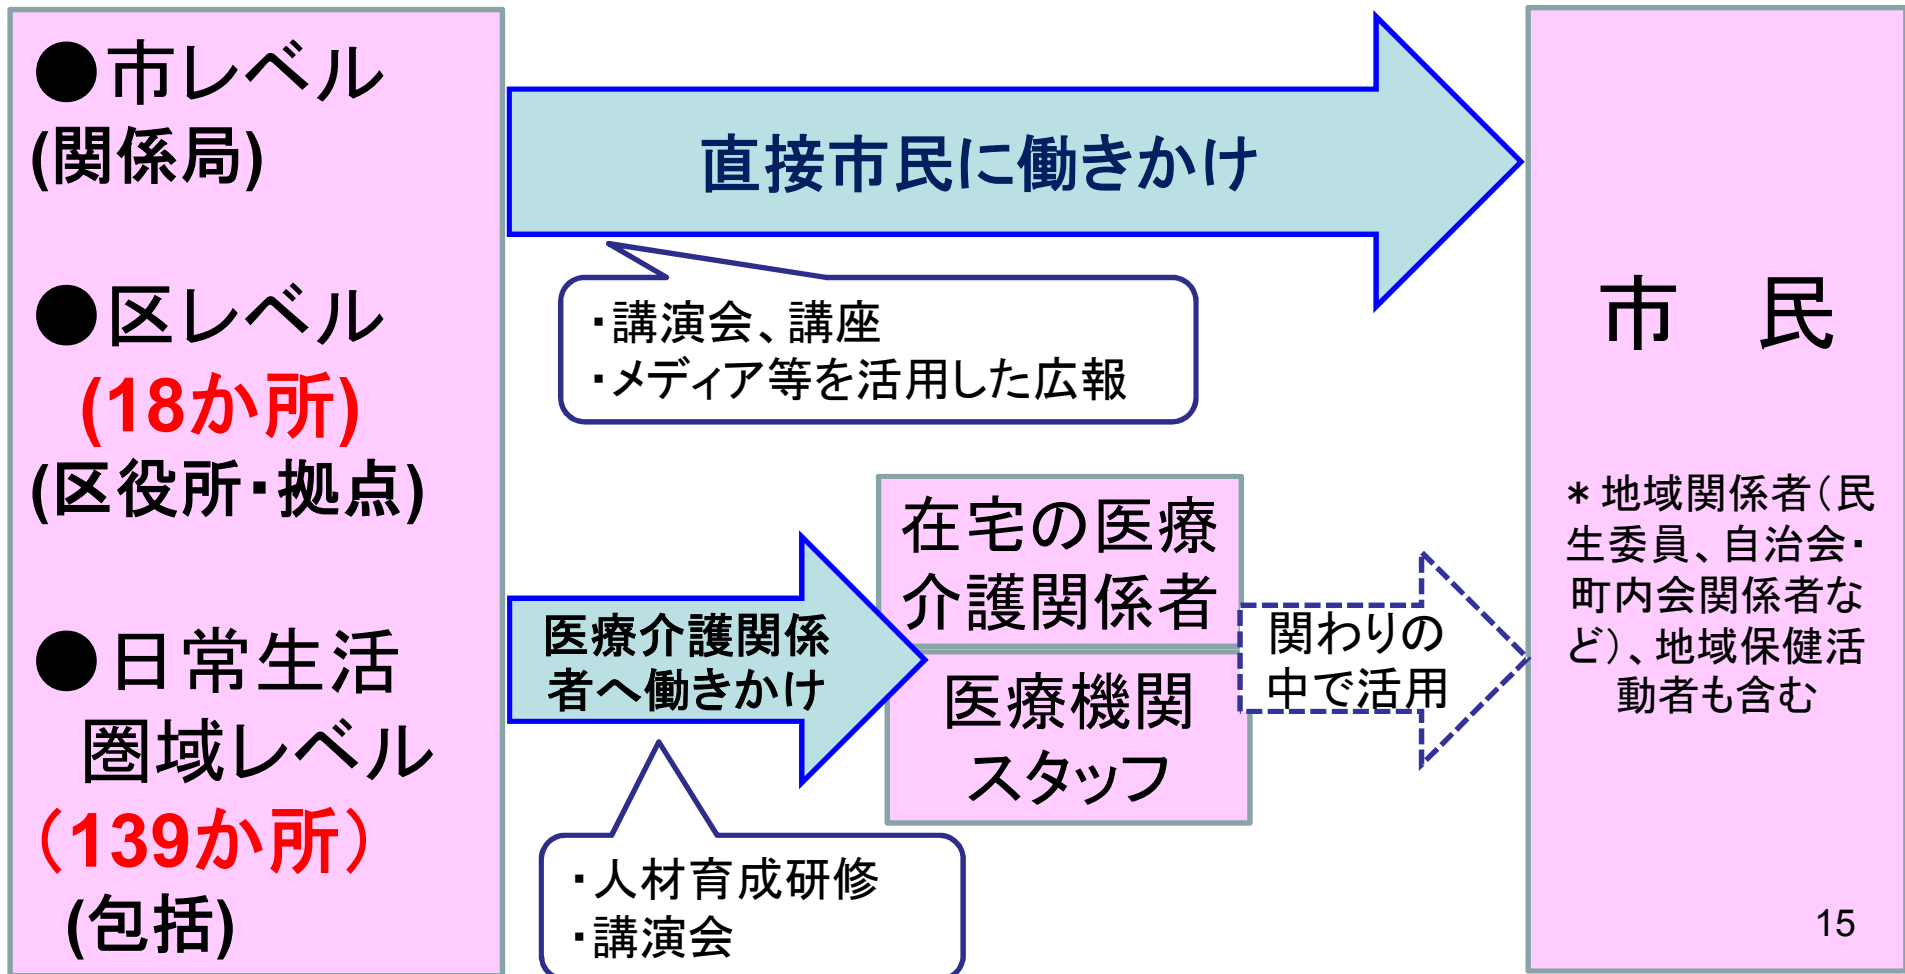 ●市レベル
(関係局)
●区レベル
(18か所)
(区役所・拠点)
●日常生活
圏域レベル
（139か所）
(包括)
直接市民に働きかけ
・講演会、講座
・メディア等を活用した広報
医療介護関係
者へ働きかけ
・人材育成研修
・講演会
在宅の医療
介護関係者
医療機関
スタッフ
関わりの
中で活用
市　民
＊地域関係者（民
生委員、自治会・
町内会関係者な
ど）、地域保健活
動者も含む
15